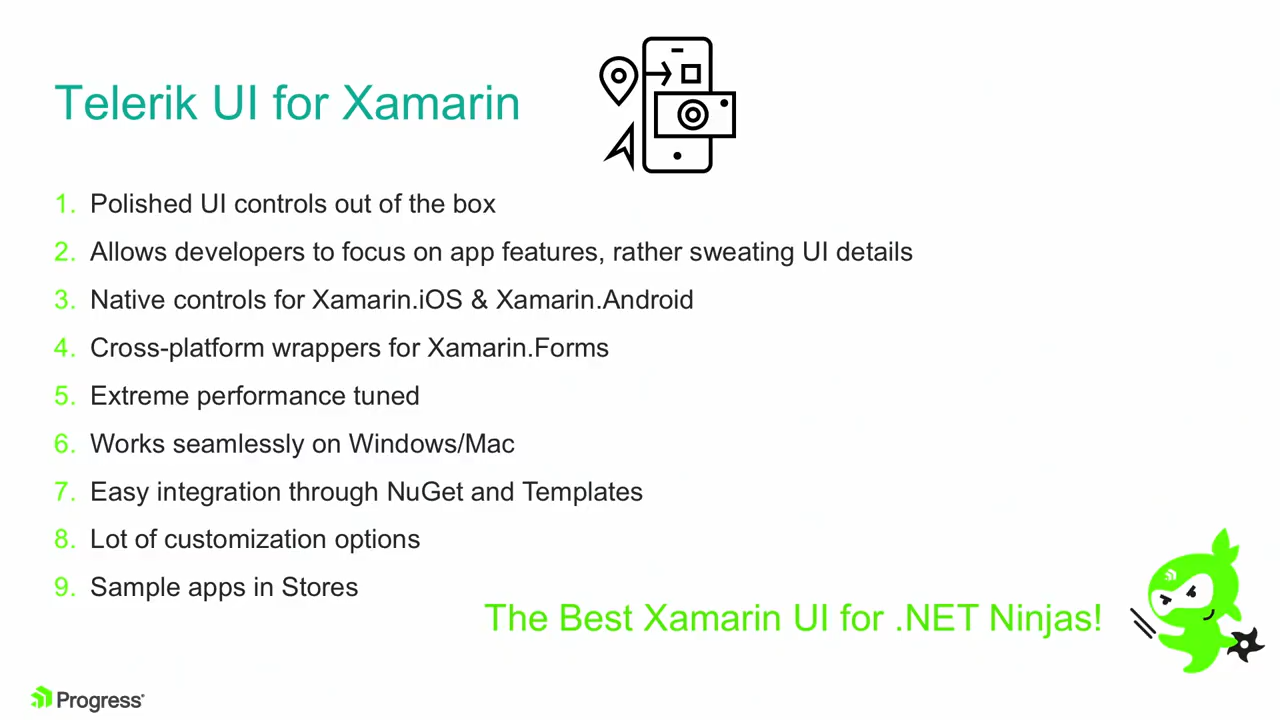 Telerik UI for Xamarin
1. Polished UI controls out of the box
2. Allows developers to focus on app features, rather sweating UI details
3. Native controls for Xamarin.iOS & Xamarin.Android
4. Cross-platform wrappers for Xamarin.Forms
5. Extreme performance tuned
6. Works seamlessly on Windows/Mac
7. Easy integration through NuGet and Templates
8. Lot of customization options
9. Sample apps in Stores
The Best Xamarin UI for .NET Ninjas!
Progress